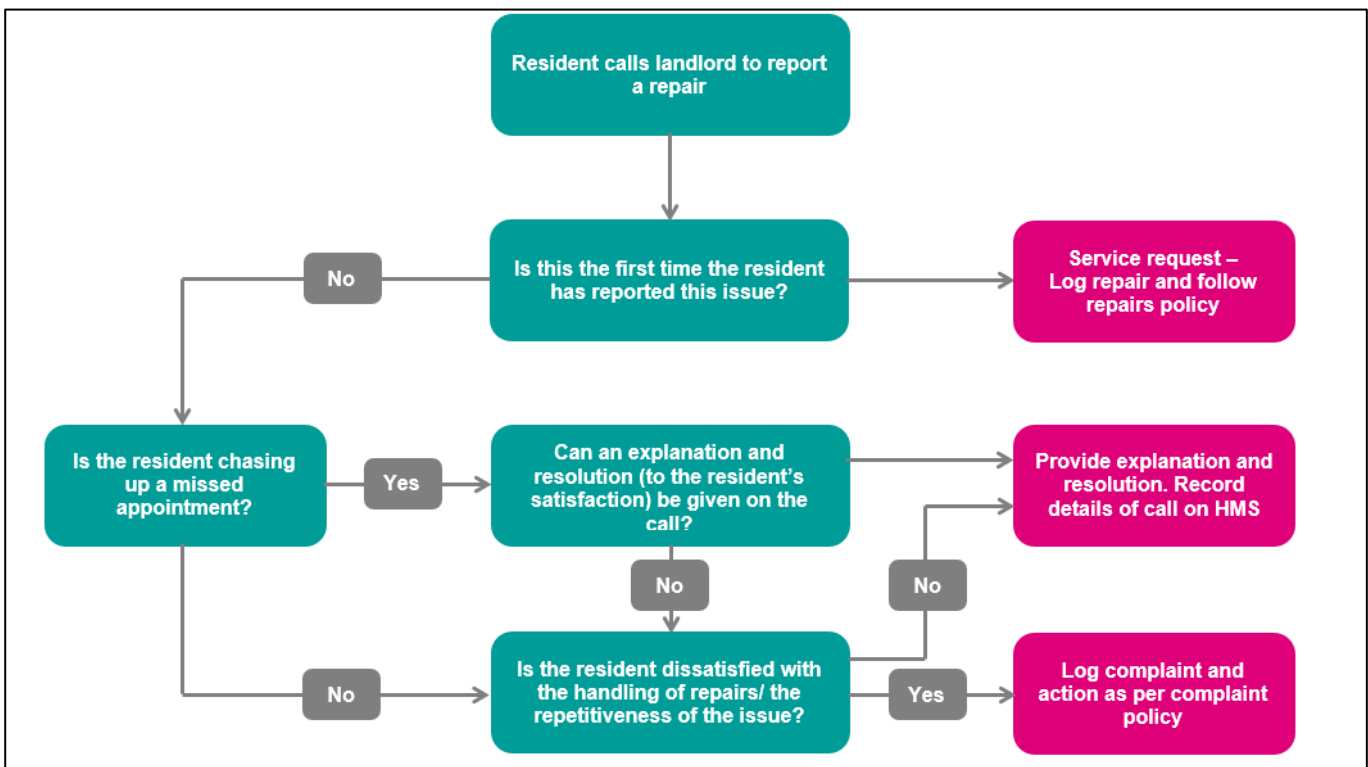 Resident calls landlord to report
a repair
Is this the first time the resident
has reported this issue?
No
Service request –
Log repair and follow
repairs policy
Is the resident chasing
up a missed
appointment?
Yes
Can an explanation and
resolution (to the resident's
satisfaction) be given on the
call?
Provide explanation and
resolution. Record
details of call on HMS
No
No
No
Is the resident dissatisfied with
the handling of repairs/ the
repetitiveness of the issue?
Yes
Log complaint and
action as per complaint
policy